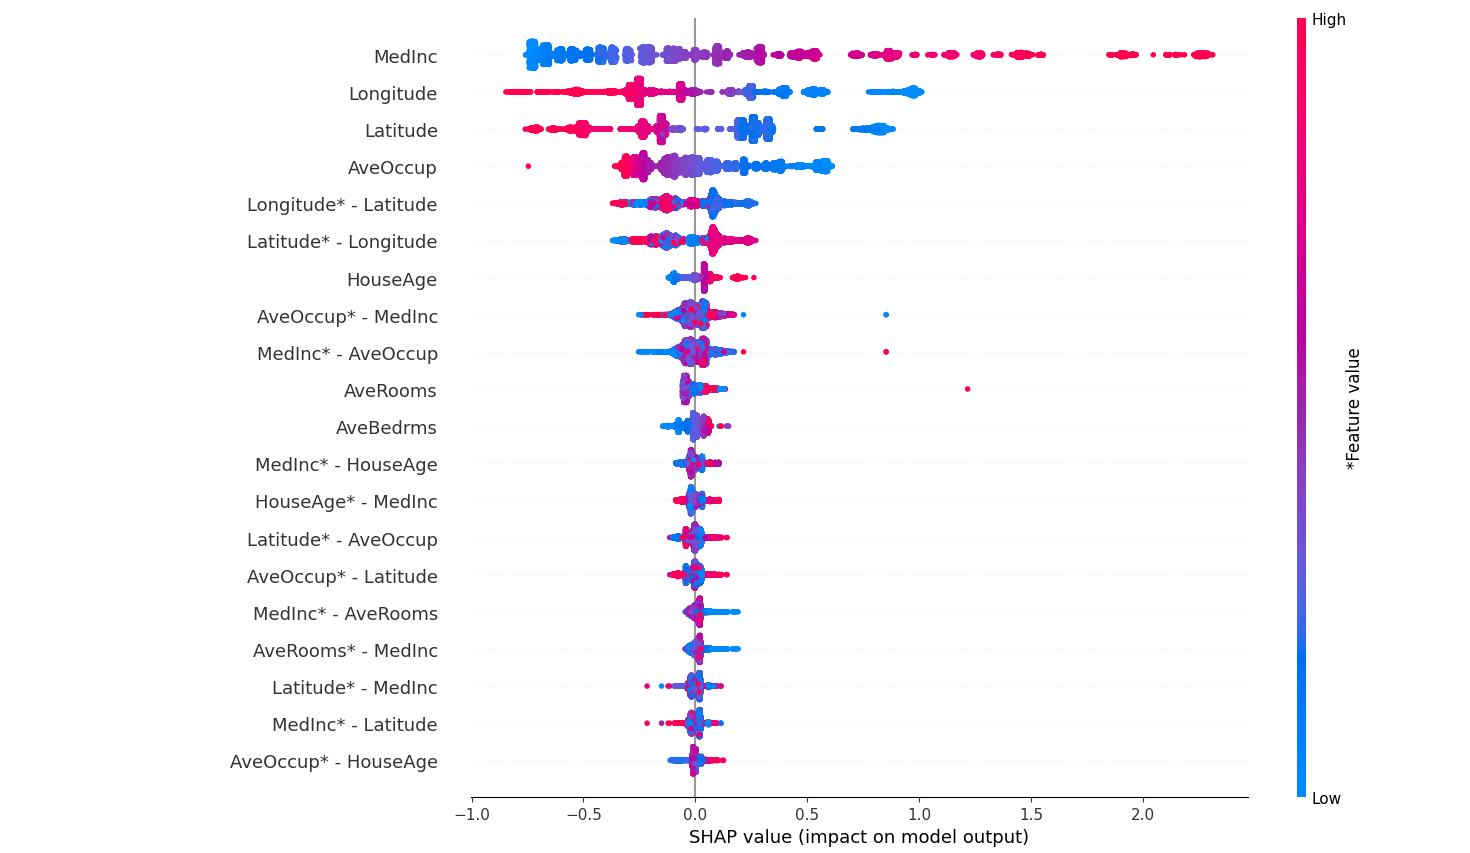 High
MedInc
Longitude
Latitude
AveOccup
Longitude* - Latitude
Latitude* - Longitude
HouseAge
AveOccup* - MedInc
MedInc* - AveOccup
AveRooms
AveBedrms
MedInc* - HouseAge
HouseAge* - MedInc
Latitude* - AveOccup
AveOccup* - Latitude
MedInc* - AveRooms
AveRooms* - MedInc
Latitude* - MedInc
MedInc* - Latitude
AveOccup* - HouseAge
*Feature value
Low
−1.0 −0.5 0.0 0.5 1.0 1.5 2.0
SHAP value (impact on model output)